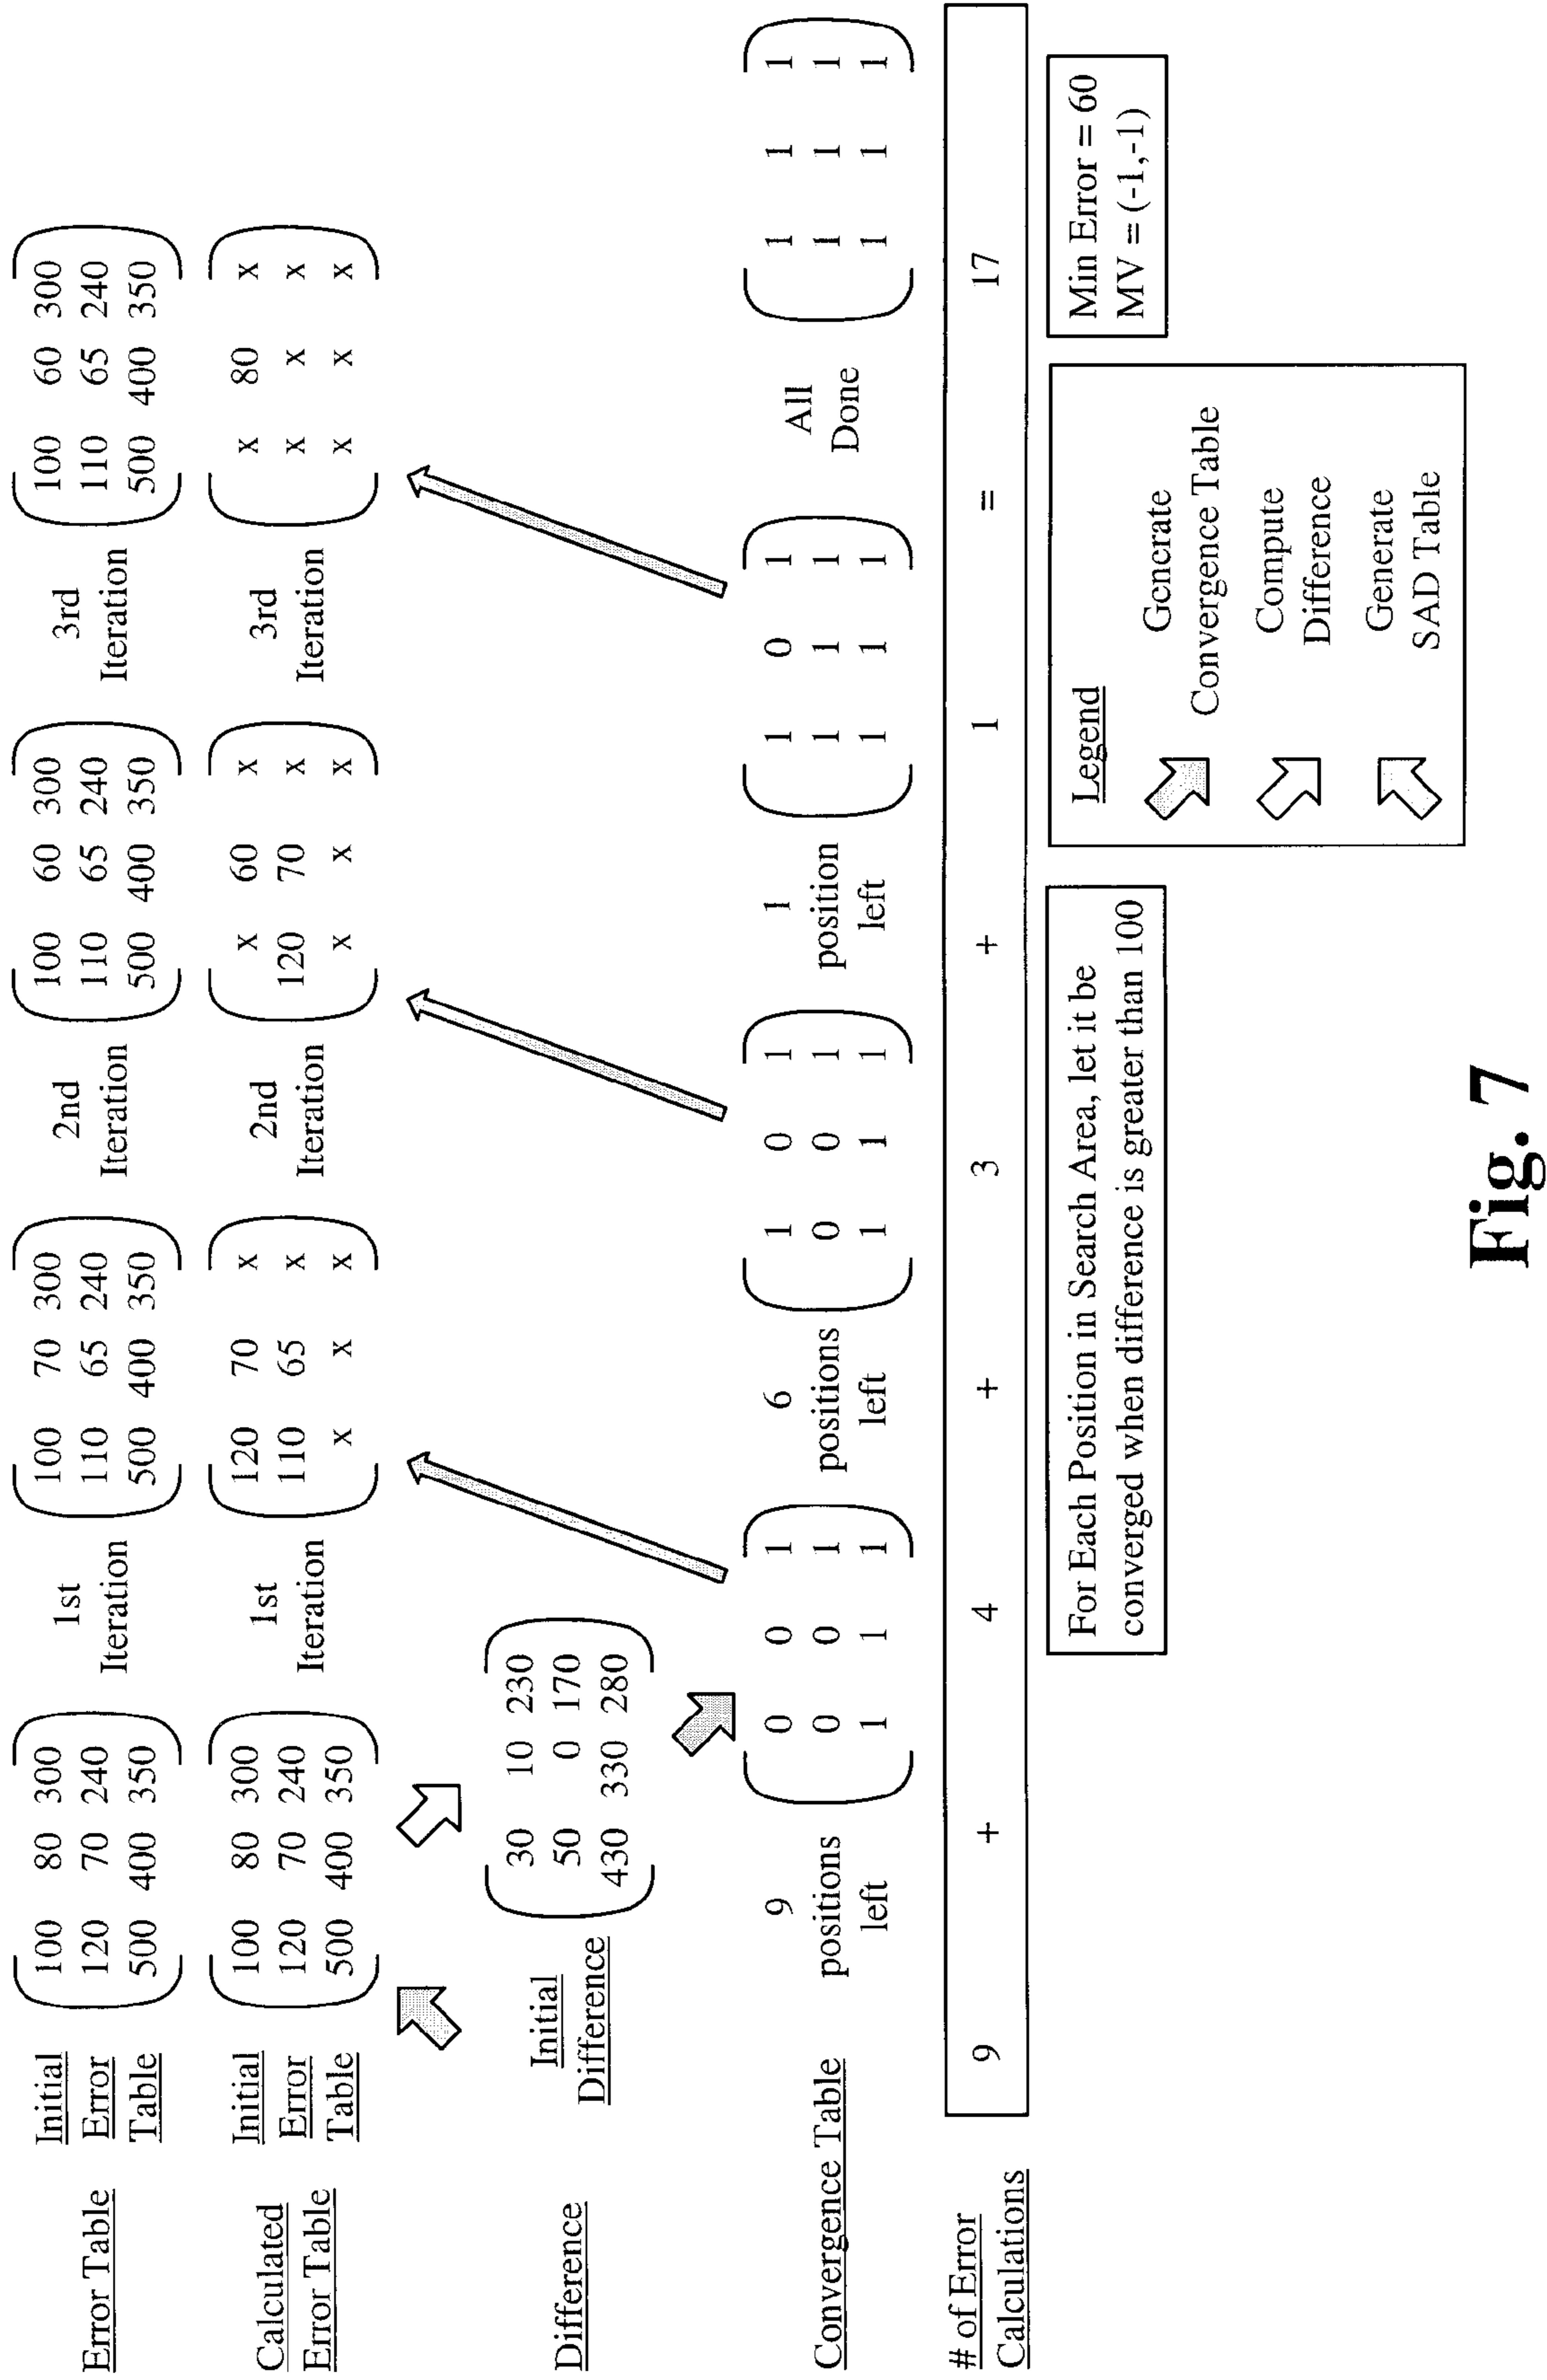 Error Table
Initial
Error
Table
100 80 300
120 70 240
500 400 350
1st
Iteration
100 70 300
110 65 240
500 400 350
2nd
Iteration
100 60 300
110 65 240
500 400 350
3rd
Iteration
100 60 300
110 65 240
500 400 350
Calculated
Error Table
Initial
Error
Table
100 80 300
120 70 240
500 400 350
1st
Iteration
120 70 x
110 65 x
x x x
2nd
Iteration
x 60 x
120 70 x
x x x
3rd
Iteration
x 80 x
x x x
x x x
Difference
Initial
Difference
30 10 230
50 0 170
430 330 280
Convergence Table
9
positions
left
0 0 1
0 0 1
1 1 1
6
positions
left
1 0 1
0 0 1
1 1 1
1
position
left
1 0 1
1 1 1
1 1 1
All
Done
1 1 1
1 1 1
1 1 1
# of Error
Calculations
9 + 4 + 3 + 1 = 17
For Each Position in Search Area, let it be
converged when difference is greater than 100
Legend
Generate
Convergence Table
Compute
Difference
Generate
SAD Table
Min Error = 60
MV = (-1,-1)
Fig. 7